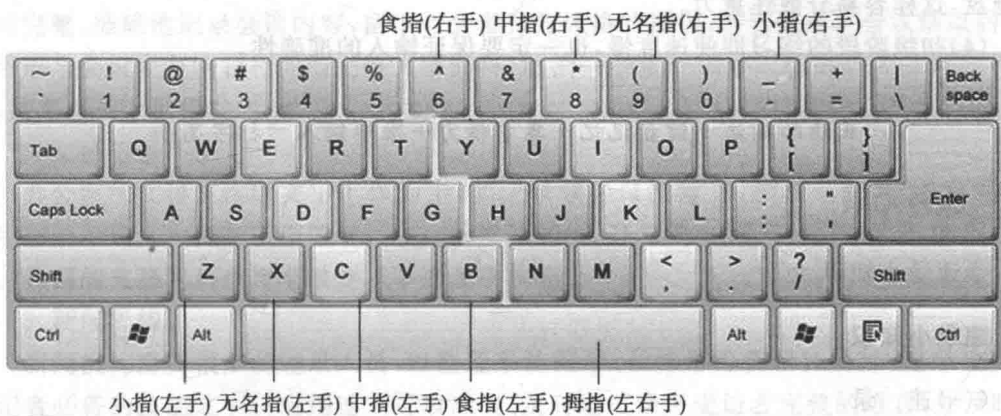 食指(右手) 中指(右手) 无名指(右手) 小指(右手)
~ ! @ # $ % ^ & * ( ) _ + | Back
` 1 2 3 4 5 6 7 8 9 0 - = \ space
Tab Q W E R T Y U I O P { [ } ]
Caps Lock A S D F G H J K L : ; " ' Enter
Shift Z X C V B N M < , > . ? / Shift
Ctrl Alt Alt Ctrl
小指(左手) 无名指(左手) 中指(左手) 食指(左手) 拇指(左右手)